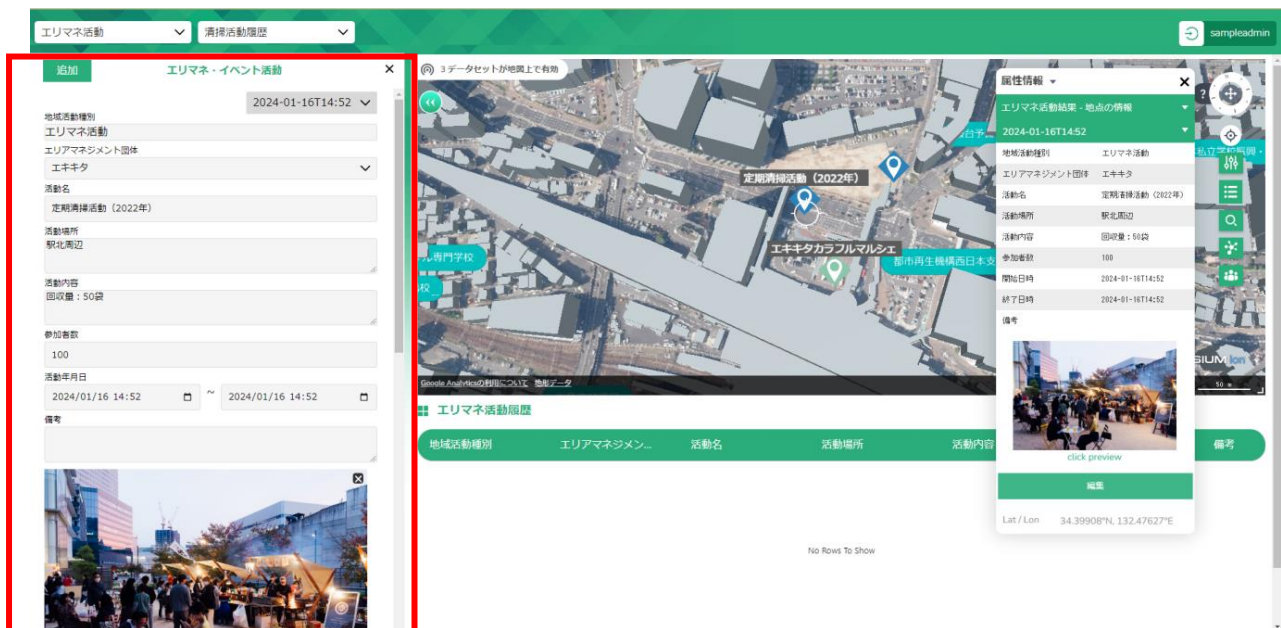 エリマネ活動
清掃活動履歴
sampleadmin
追加
エリマネ・イベント活動
2024-01-16T14:52
地域活動種別
エリマネ活動
エリアマネジメント団体
エキキタ
活動名
定期清掃活動（2022年）
活動場所
駅北周辺
活動内容
回収量：50袋
参加者数
100
活動年月日
2024/01/16 14:52 ~ 2024/01/16 14:52
備考
3データセットが地図上で有効
定期清掃活動（2022年）
エキキタカラフルマルシェ
専門学校
都市再生機構西日本支
Google Analyticsの利用について 地形データ
50 m
属性情報
?
エリマネ活動結果 - 地点の情報
2024-01-16T14:52
地域活動種別 エリマネ活動
エリアマネジメント団体 エキキタ
活動名 定期清掃活動（2022年）
活動場所 駅北周辺
活動内容 回収量：50袋
参加者数 100
開始日時 2024-01-16T14:52
終了日時 2024-01-16T14:52
備考
click preview
編集
Lat / Lon 34.39908°N, 132.47627°E
エリマネ活動履歴
地域活動種別 エリアマネジメン... 活動名 活動場所 活動内容 備考
No Rows To Show